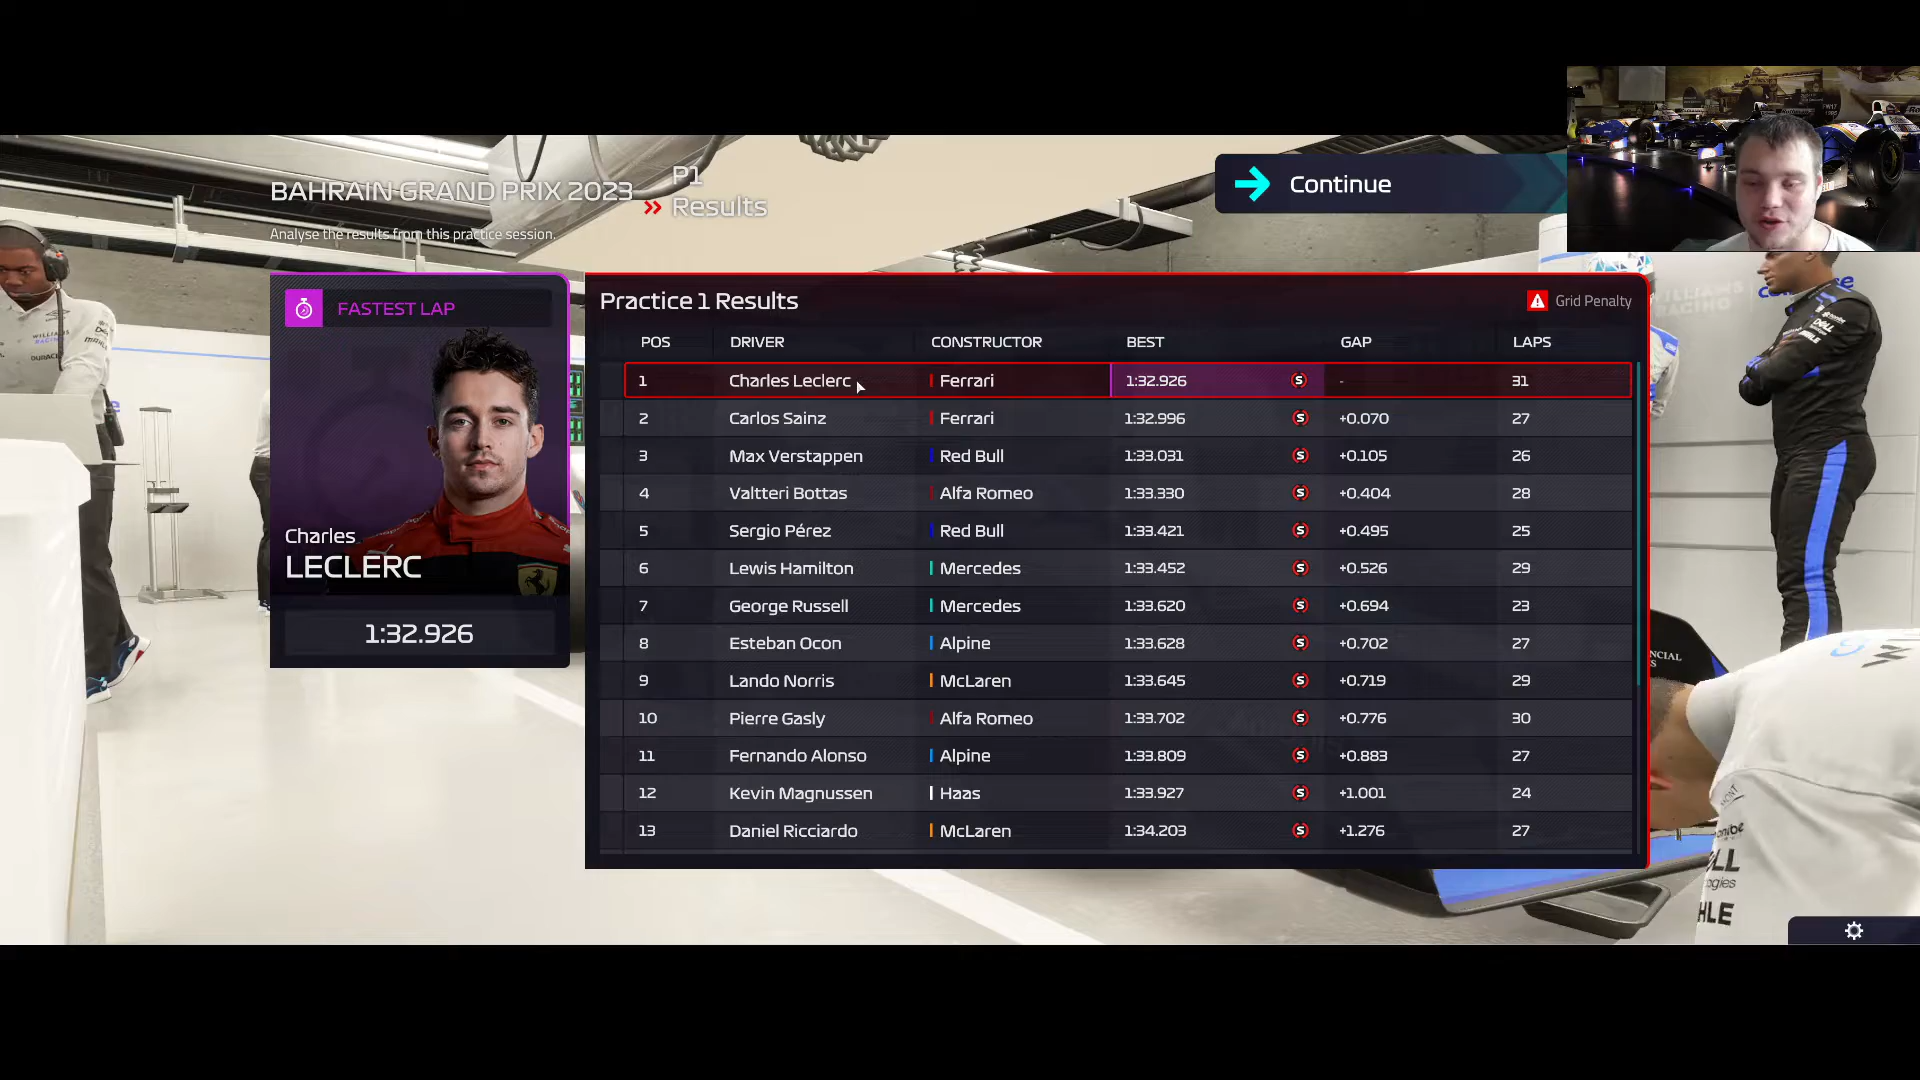 BAHRAIN GRAND PRIX 2023
P1
Results
Analyse the results from this practice session.
Continue
FASTEST LAP
Charles
LECLERC
1:32.926
Practice 1 Results
Grid Penalty
POS DRIVER CONSTRUCTOR BEST GAP LAPS
1 Charles Leclerc Ferrari 1:32.926 S - 31
2 Carlos Sainz Ferrari 1:32.996 S +0.070 27
3 Max Verstappen Red Bull 1:33.031 S +0.105 26
4 Valtteri Bottas Alfa Romeo 1:33.330 S +0.404 28
5 Sergio Pérez Red Bull 1:33.421 S +0.495 25
6 Lewis Hamilton Mercedes 1:33.452 S +0.526 29
7 George Russell Mercedes 1:33.620 S +0.694 23
8 Esteban Ocon Alpine 1:33.628 S +0.702 27
9 Lando Norris McLaren 1:33.645 S +0.719 29
10 Pierre Gasly Alfa Romeo 1:33.702 S +0.776 30
11 Fernando Alonso Alpine 1:33.809 S +0.883 27
12 Kevin Magnussen Haas 1:33.927 S +1.001 24
13 Daniel Ricciardo McLaren 1:34.203 S +1.276 27
WILLIAMS
RACING
DELL